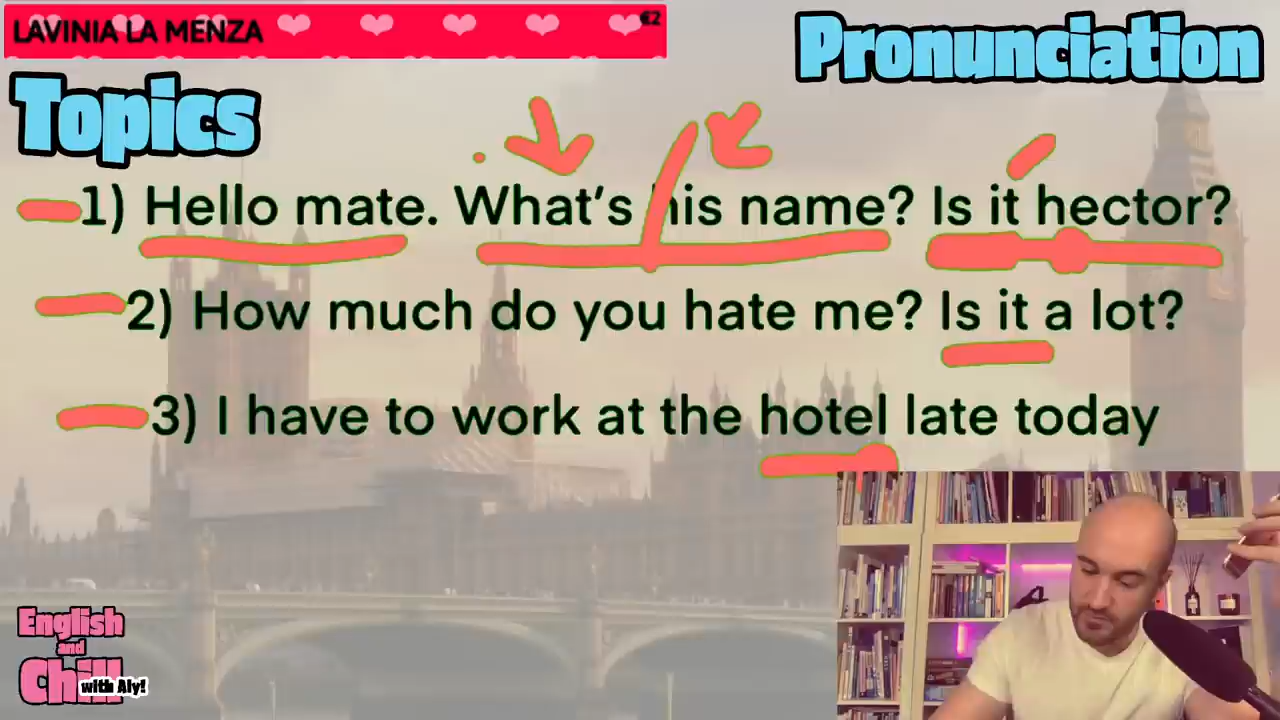 LAVINIA LA MENZA
€2
Pronunciation
Topics
1) Hello mate. What's his name? Is it hector?
2) How much do you hate me? Is it a lot?
3) I have to work at the hotel late today
English
and
Chill
with Aly!